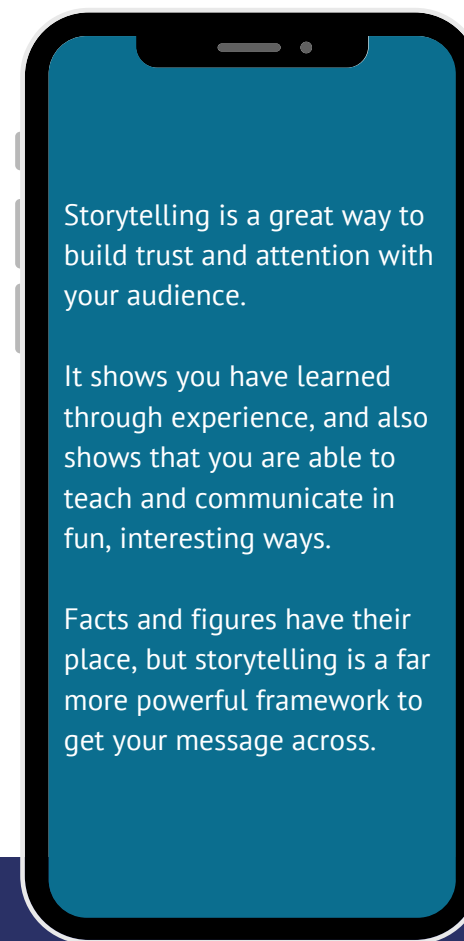 Storytelling is a great way to
build trust and attention with
your audience.
It shows you have learned
through experience, and also
shows that you are able to
teach and communicate in
fun, interesting ways.
Facts and figures have their
place, but storytelling is a far
more powerful framework to
get your message across.